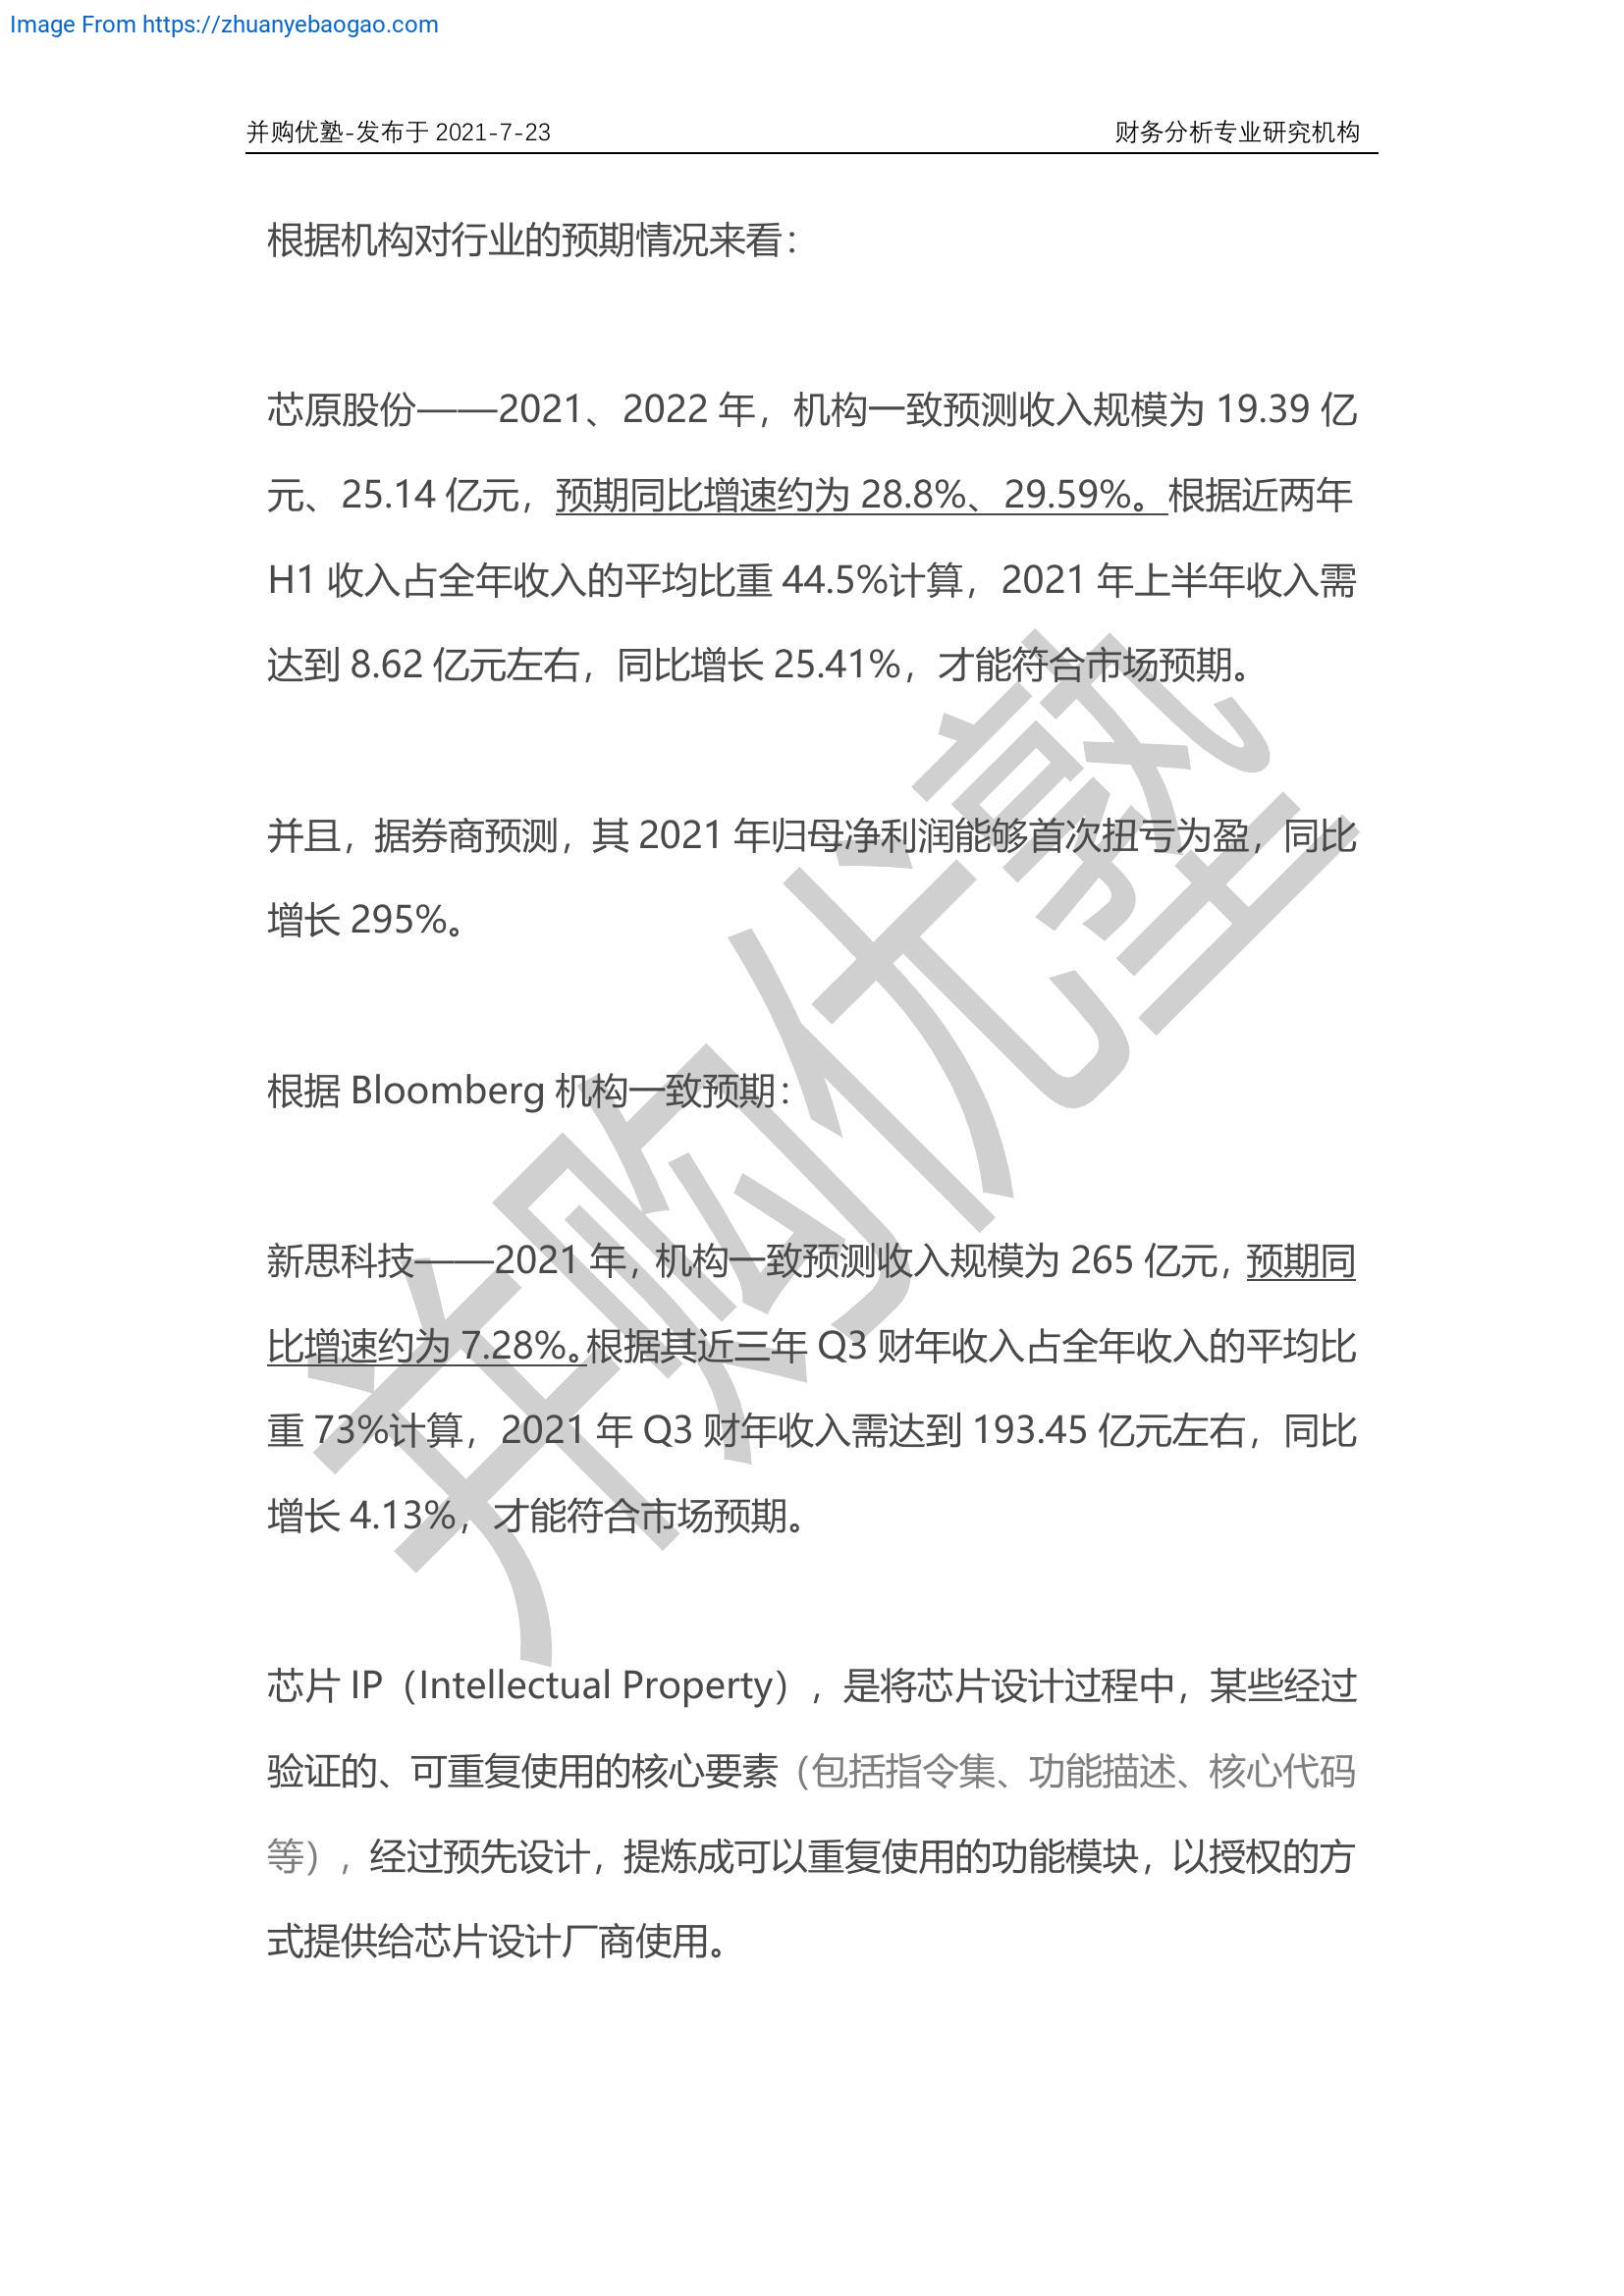 Image From https://zhuanyebaogao.com
并购优塾-发布于 2021-7-23 财务分析专业研究机构
根据机构对行业的预期情况来看：
芯原股份——2021、2022 年，机构一致预测收入规模为 19.39 亿
元、25.14 亿元，预期同比增速约为 28.8%、29.59%。根据近两年
H1 收入占全年收入的平均比重 44.5%计算，2021 年上半年收入需
达到 8.62 亿元左右，同比增长 25.41%，才能符合市场预期。
并且，据券商预测，其 2021 年归母净利润能够首次扭亏为盈，同比
增长 295%。
根据 Bloomberg 机构一致预期：
新思科技——2021 年，机构一致预测收入规模为 265 亿元，预期同
比增速约为 7.28%。根据其近三年 Q3 财年收入占全年收入的平均比
重 73%计算，2021 年 Q3 财年收入需达到 193.45 亿元左右，同比
增长 4.13%，才能符合市场预期。
芯片 IP（Intellectual Property），是将芯片设计过程中，某些经过
验证的、可重复使用的核心要素（包括指令集、功能描述、核心代码
等），经过预先设计，提炼成可以重复使用的功能模块，以授权的方
式提供给芯片设计厂商使用。
并购优塾